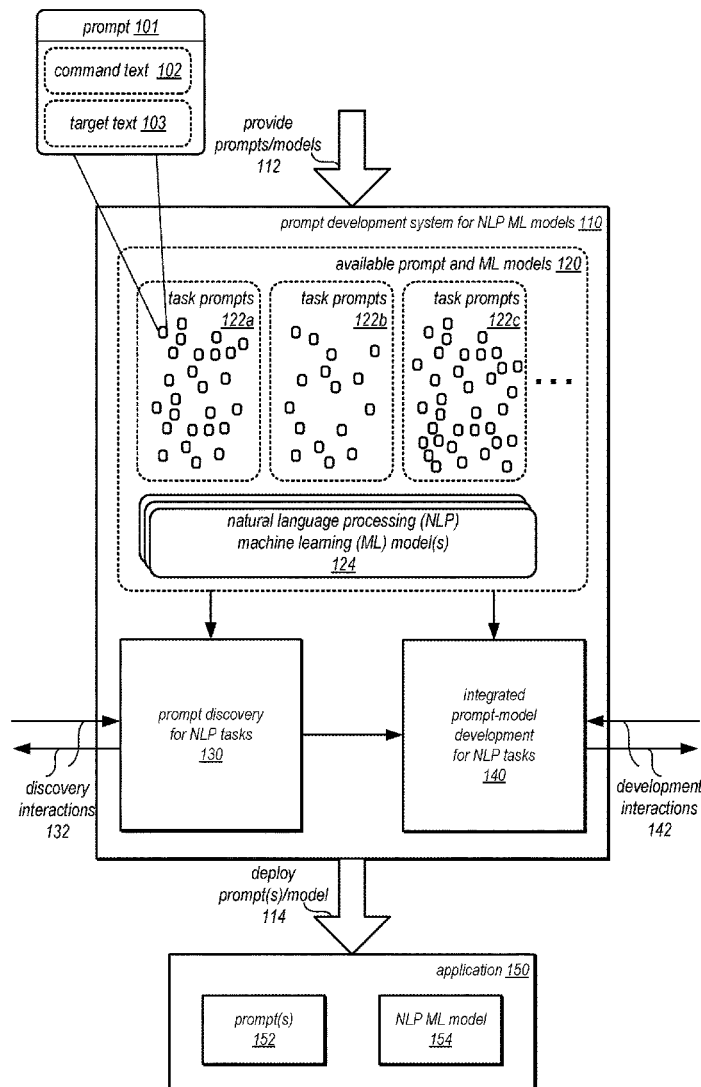 prompt 101
command text 102
target text 103
provide
prompts/models
112
prompt development system for NLP ML models 110
available prompt and ML models 120
task prompts
122a
task prompts
122b
task prompts
122c
...
natural language processing (NLP)
machine learning (ML) model(s)
124
prompt discovery
for NLP tasks
130
integrated
prompt-model
development
for NLP tasks
140
discovery
interactions
132
development
interactions
142
deploy
prompt(s)/model
114
application 150
prompt(s)
152
NLP ML model
154